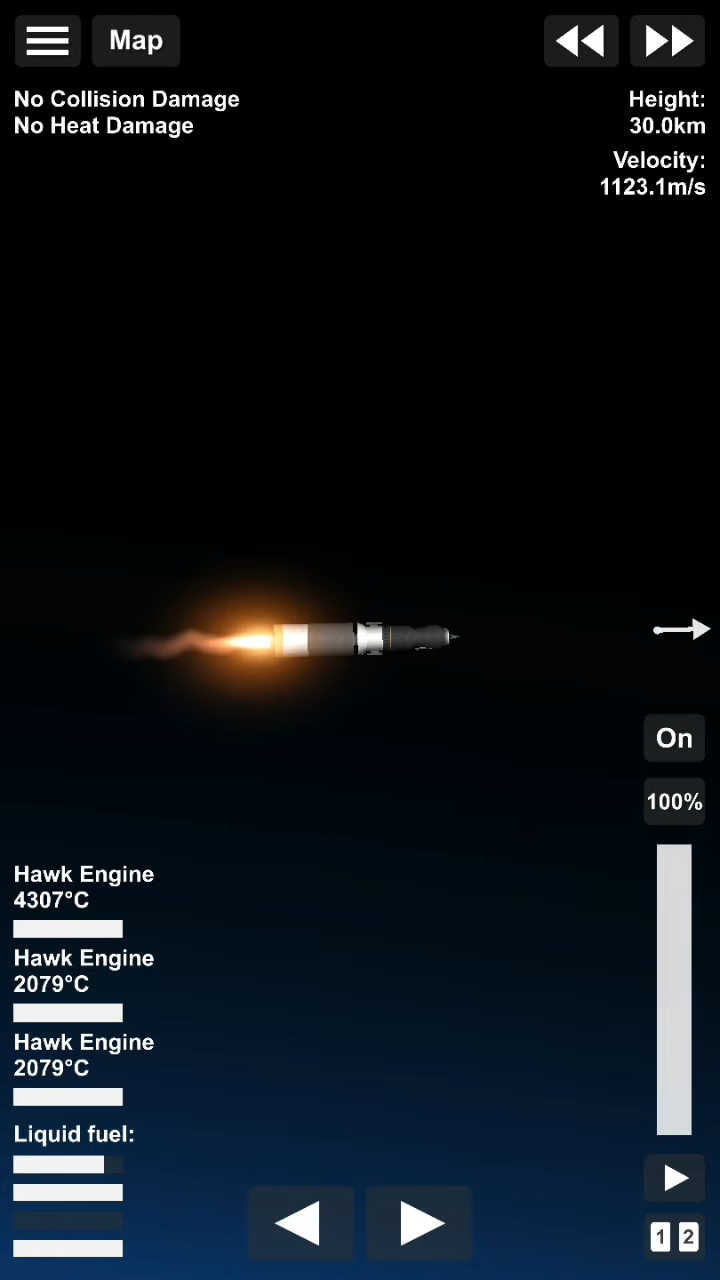 Map
No Collision Damage
No Heat Damage
Height:
30.0km
Velocity:
1123.1m/s
On
100%
Hawk Engine
4307°C
Hawk Engine
2079°C
Hawk Engine
2079°C
Liquid fuel:
1 2